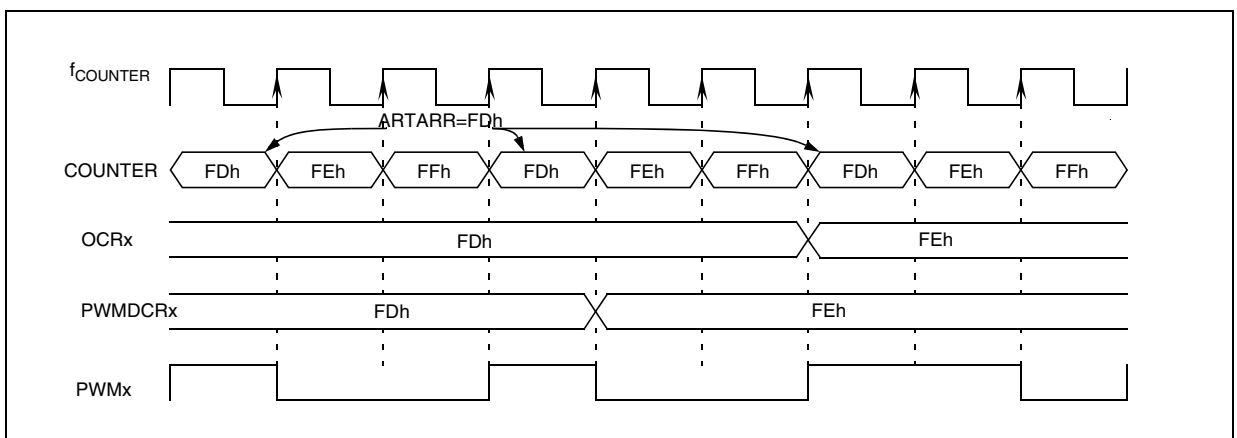 fCOUNTER
ARTARR=FDh
COUNTER FDh FEh FFh FDh FEh FFh FDh FEh FFh
OCRx FDh FEh
PWMDCRx FDh FEh
PWMx